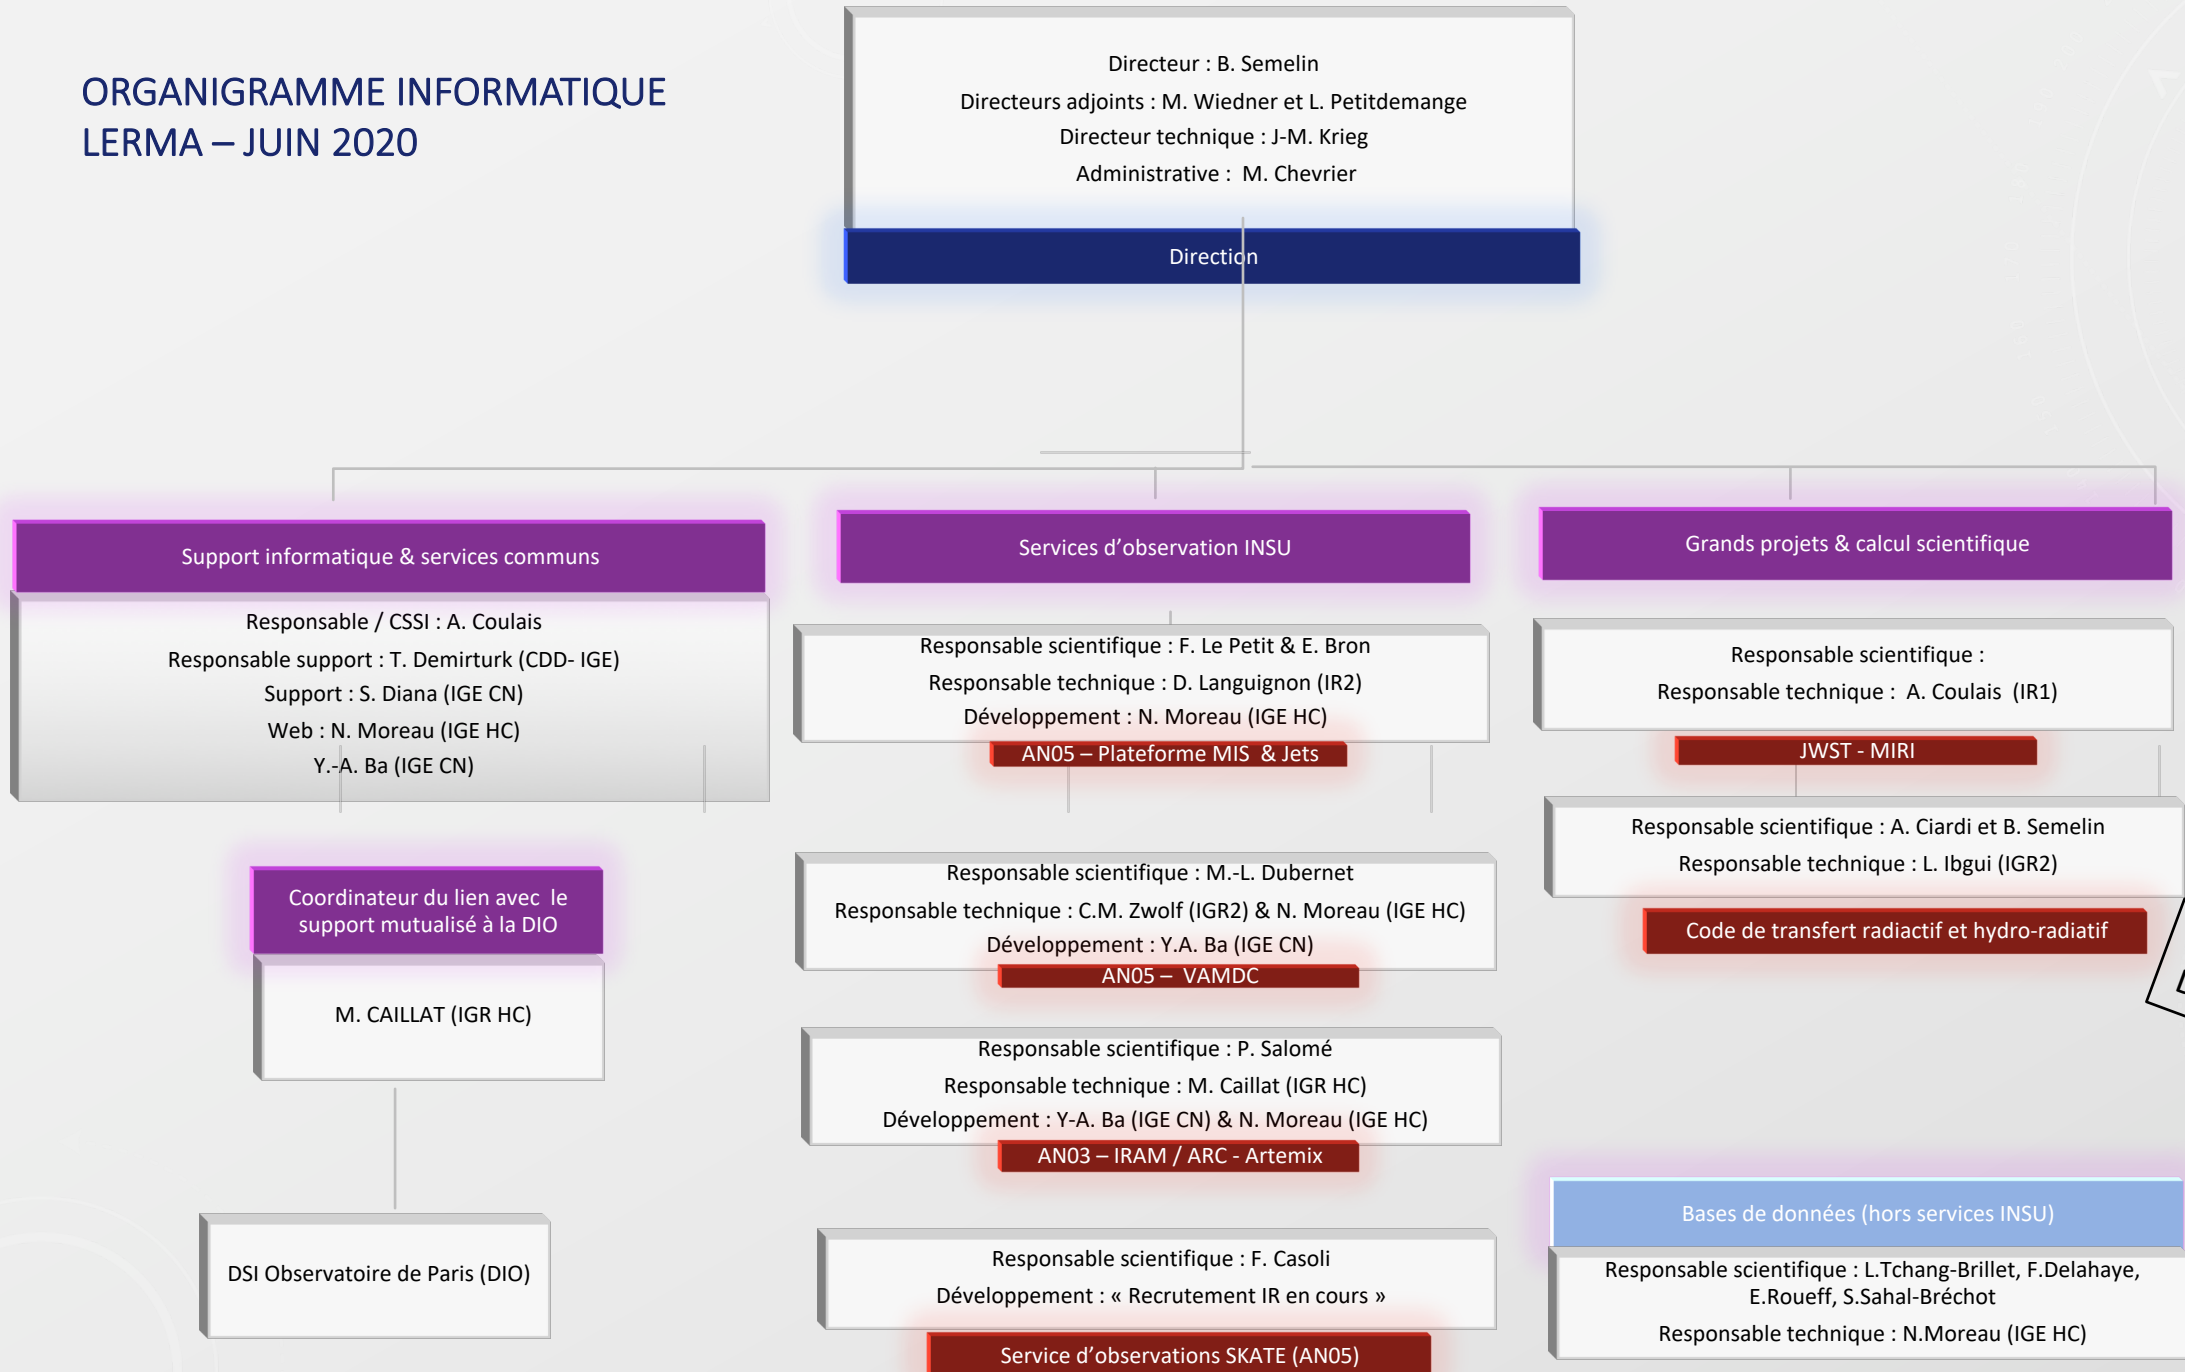 ORGANIGRAMME INFORMATIQUE
LERMA – JUIN 2020
Directeur : B. Semelin
Directeurs adjoints : M. Wiedner et L. Petitdemange
Directeur technique : J-M. Krieg
Administrative :  M. Chevrier
Direction
Support informatique & services communs
Responsable / CSSI : A. Coulais
Responsable support : T. Demirturk (CDD- IGE)
Support : S. Diana (IGE CN)
Web : N. Moreau (IGE HC)
Y.-A. Ba (IGE CN)
Coordinateur du lien avec  le
support mutualisé à la DIO
M. CAILLAT (IGR HC)
DSI Observatoire de Paris (DIO)
Services d’observation INSU
Responsable scientifique : F. Le Petit & E. Bron
Responsable technique : D. Languignon (IR2)
Développement : N. Moreau (IGE HC)
AN05 – Plateforme MIS  & Jets
Responsable scientifique : M.-L. Dubernet
Responsable technique : C.M. Zwolf (IGR2) & N. Moreau (IGE HC)
Développement : Y.A. Ba (IGE CN)
AN05 –  VAMDC
Responsable scientifique : P. Salomé
Responsable technique : M. Caillat (IGR HC)
Développement : Y-A. Ba (IGE CN) & N. Moreau (IGE HC)
AN03 – IRAM / ARC - Artemix
Responsable scientifique : F. Casoli
Développement : « Recrutement IR en cours »
Service d’observations SKATE (AN05)
Grands projets & calcul scientifique
Responsable scientifique :
Responsable technique :  A. Coulais  (IR1)
JWST - MIRI
Responsable scientifique : A. Ciardi et B. Semelin
Responsable technique : L. Ibgui (IGR2)
Code de transfert radiactif et hydro-radiatif
Bases de données (hors services INSU)
Responsable scientifique : L.Tchang-Brillet, F.Delahaye,
E.Roueff, S.Sahal-Bréchot
Responsable technique : N.Moreau (IGE HC)